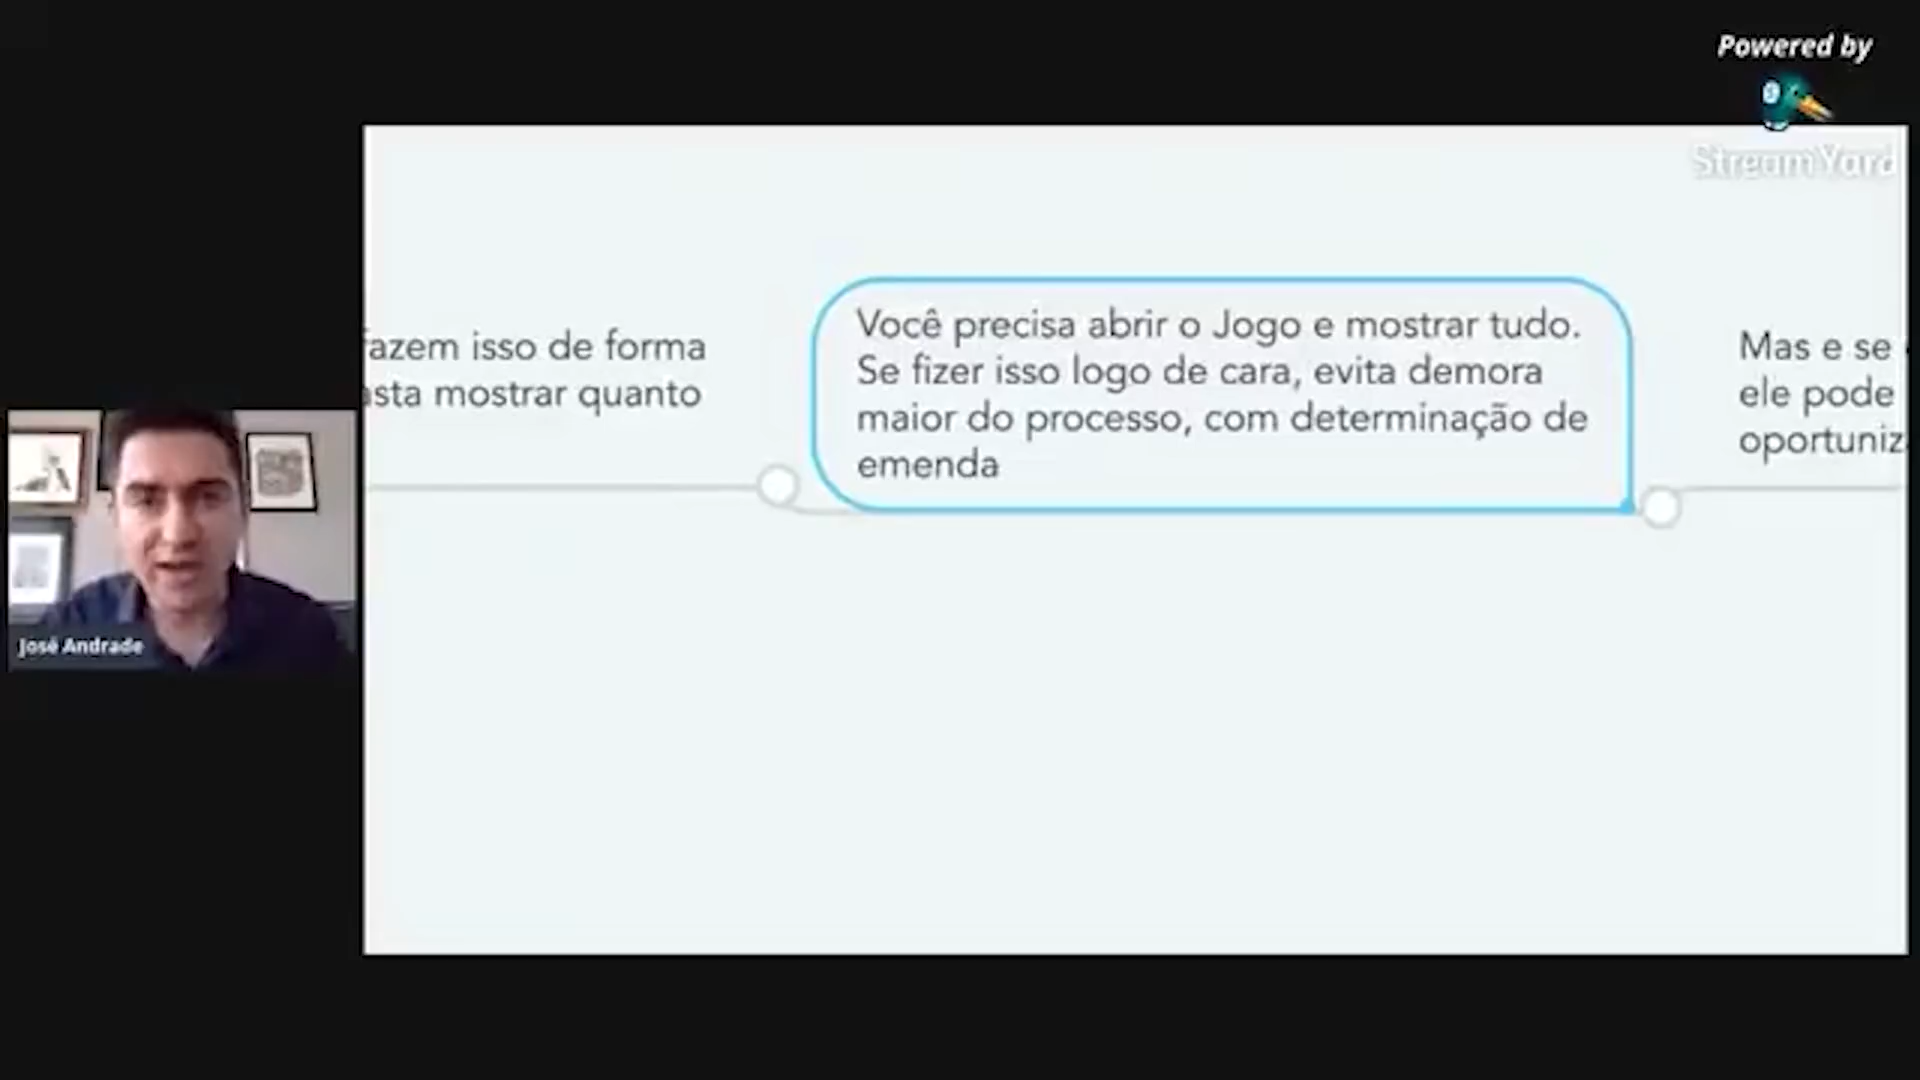 Powered by
StreamYard
fazem isso de forma
mostrar quanto
Você precisa abrir o Jogo e mostrar tudo.
Se fizer isso logo de cara, evita demora
maior do processo, com determinação de
emenda
Mas e se
ele pode
José Andrade